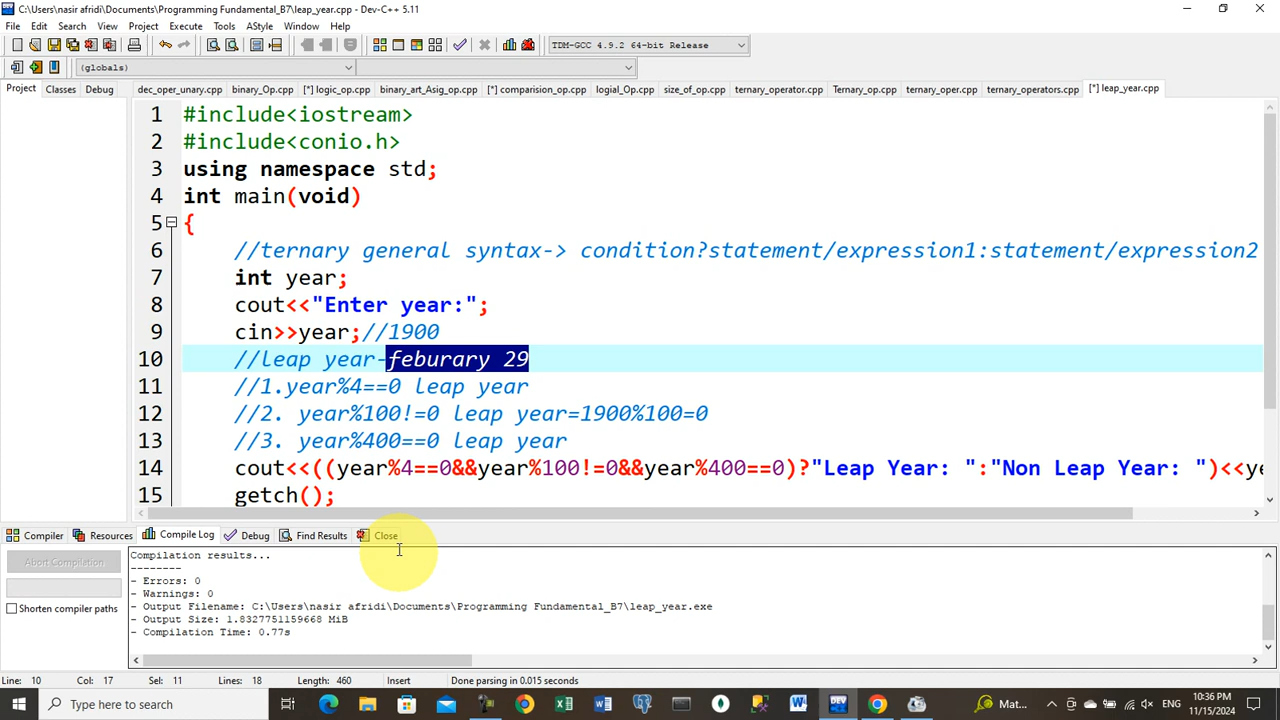 C:\Users\nasir afridi\Documents\Programming Fundamental_B7\leap_year.cpp - Dev-C++ 5.11
File Edit Search View Project Execute Tools AStyle Window Help
TDM-GCC 4.9.2 64-bit Release
(globals)
Project Classes Debug dec_oper_unary.cpp binary_Op.cpp [*] logic_op.cpp binary_art_Asig_op.cpp [*] comparision_op.cpp logial_Op.cpp size_of_op.cpp ternary_operator.cpp Ternary_op.cpp ternary_oper.cpp ternary_operators.cpp [*] leap_year.cpp
1 #include<iostream>
2 #include<conio.h>
3 using namespace std;
4 int main(void)
5 {
6 //ternary general syntax-> condition?statement/expression1:statement/expression2
7 int year;
8 cout<<"Enter year:";
9 cin>>year;//1900
10 //leap year-feburary 29
11 //1.year%4==0 leap year
12 //2. year%100!=0 leap year=1900%100=0
13 //3. year%400==0 leap year
14 cout<<((year%4==0&&year%100!=0&&year%400==0)?"Leap Year: ":"Non Leap Year: ")<<ye
15 getch();
Compiler Resources Compile Log Debug Find Results Close
Abort Compilation
Shorten compiler paths
Compilation results...
--------
- Errors: 0
- Warnings: 0
- Output Filename: C:\Users\nasir afridi\Documents\Programming Fundamental_B7\leap_year.exe
- Output Size: 1.8327751159668 MiB
- Compilation Time: 0.77s
Line: 10 Col: 17 Sel: 11 Lines: 18 Length: 460 Insert Done parsing in 0.015 seconds
Type here to search
DEV
Mat...
ENG
10:36 PM
11/15/2024